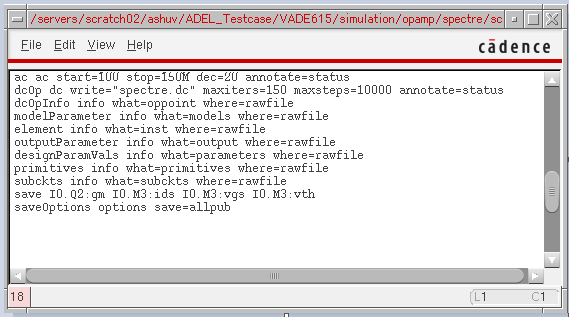 /servers/scratch02/ashuv/ADEL_Testcase/VADE615/simulation/opamp/spectre/sc
File Edit View Help
cādence
ac ac start=100 stop=150M dec=20 annotate=status
dcOp dc write="spectre.dc" maxiters=150 maxsteps=10000 annotate=status
dcOpInfo info what=oppoint where=rawfile
modelParameter info what=models where=rawfile
element info what=inst where=rawfile
outputParameter info what=output where=rawfile
designParamVals info what=parameters where=rawfile
primitives info what=primitives where=rawfile
subckts info what=subckts where=rawfile
save I0.Q2:gm I0.M3:ids I0.M3:vgs I0.M3:vth
saveOptions options save=allpub
18 L1 C1